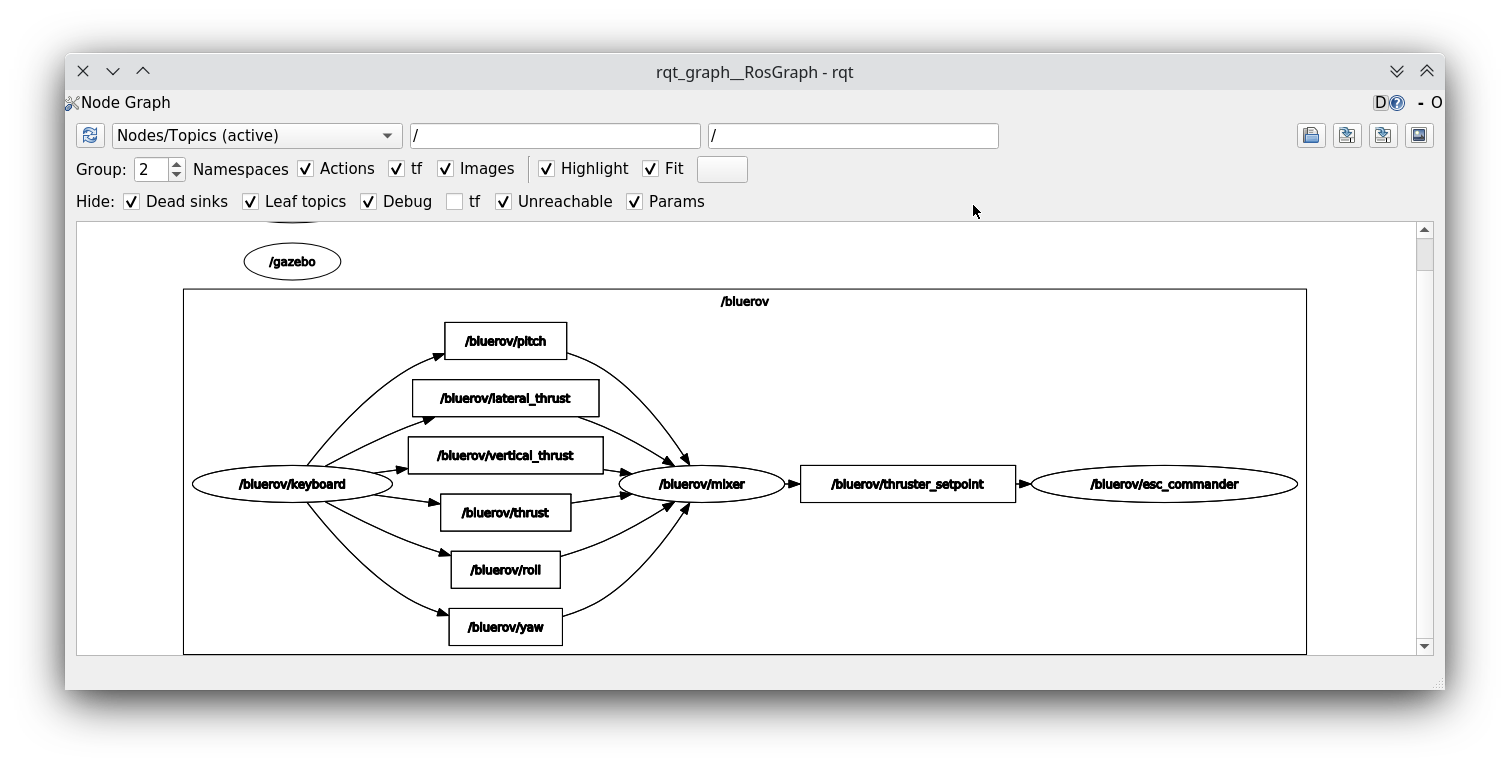 rqt_graph__RosGraph - rqt
Node Graph
D
- O
Nodes/Topics (active)
/
/
Group: 2 Namespaces Actions tf Images Highlight Fit
Hide: Dead sinks Leaf topics Debug tf Unreachable Params
/gazebo
/bluerov
/bluerov/pitch
/bluerov/lateral_thrust
/bluerov/vertical_thrust
/bluerov/keyboard
/bluerov/mixer
/bluerov/thruster_setpoint
/bluerov/esc_commander
/bluerov/thrust
/bluerov/roll
/bluerov/yaw